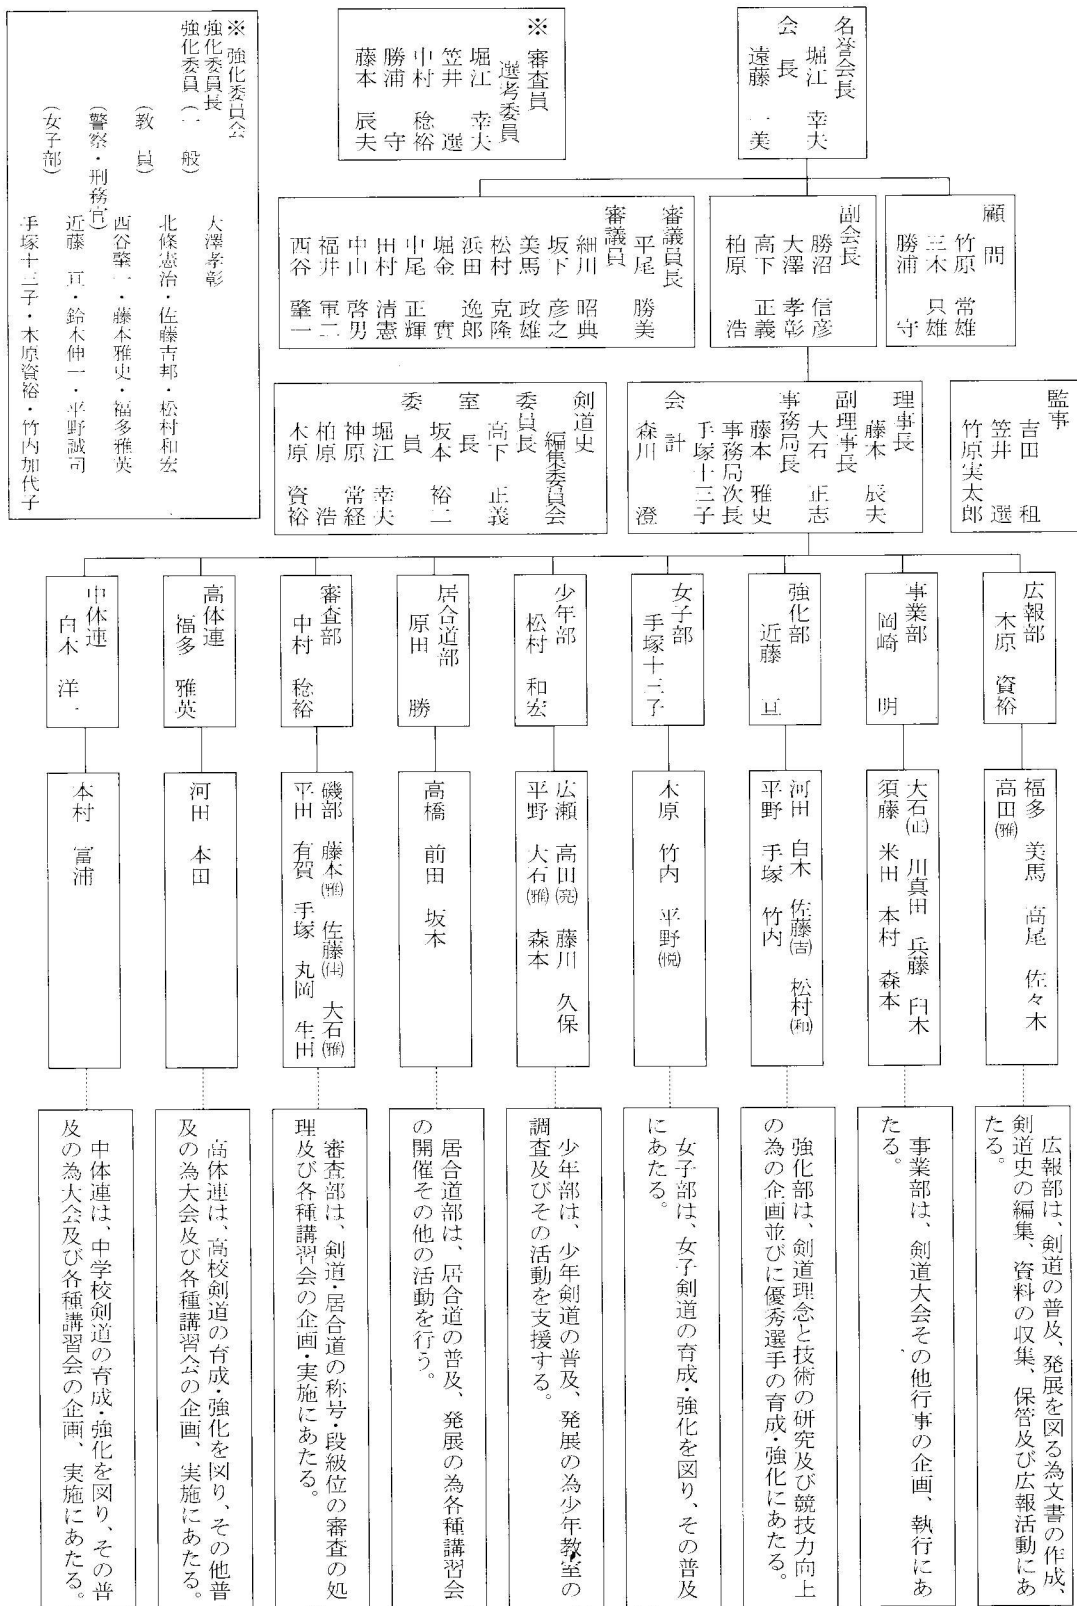 名誉会長
堀江 幸夫
会長
遠藤 一美
※審査員
選考委員
堀江 幸夫
笠井 選
中村 稔裕
勝浦 守
藤本 辰夫
※強化委員会
強化委員長 大澤孝彰
強化委員(一般) 北條憲治・佐藤吉邦・松村和宏
(教員) 西谷肇一・藤本雅史・福多雅英
(警察・刑務官) 近藤 亘・鈴木伸一・平野誠司
(女子部) 手塚十三子・木原資裕・竹内加代子
顧問
竹原 常雄
三木 只雄
勝浦 守
副会長
勝沼 信彦
大澤 孝彰
高下 正義
柏原 浩
審議員長
平尾 勝美
審議員
細川 昭典
坂下 彦之
美馬 政雄
松村 克隆
浜田 逸郎
堀金 實
中尾 正輝
田村 清憲
中山 啓男
福井 軍二
西谷 肇一
監事
吉田 租
笠井 選
竹原実太郎
理事長
藤本 辰夫
副理事長
大石 正志
事務局長
藤本 雅史
事務局次長
手塚十三子
会計
森川 澄
剣道史
編集委員会
委員長
高下 正義
室長
坂本 裕二
委員
堀江 幸夫
神原 常経
柏原 浩
木原 資裕
広報部
木原 資裕
福多 美馬 高尾 佐々木
高田(雅)
広報部は、剣道の普及、発展を図る為文書の作成、
剣道史の編集、資料の収集、保管及び広報活動にあ
たる。
事業部
岡崎 明
大石(正) 川真田 兵藤 臼木
須藤 米田 本村 森本
事業部は、剣道大会その他行事の企画、執行にあ
たる。
強化部
近藤 亘
河田 白木 佐藤(吉) 松村(和)
平野 手塚 竹内
強化部は、剣道理念と技術の研究及び競技力向上
の為の企画並びに優秀選手の育成・強化にあたる。
女子部
手塚十三子
木原 竹内 平野(悦)
女子部は、女子剣道の育成・強化を図り、その普及
にあたる。
少年部
松村 和宏
広瀬 高田(亮) 藤川 久保
平野 大石(雅) 森本
少年部は、少年剣道の普及、発展の為少年教室の
調査及びその活動を支援する。
居合道部
原田 勝
高橋 前田 坂本
居合道部は、居合道の普及、発展の為各種講習会
の開催その他の活動を行う。
審査部
中村 稔裕
磯部 藤本(雅) 佐藤 大石(雅)
平田 有賀 手塚 丸岡 生田
審査部は、剣道・居合道の称号・段級位の審査の処
理及び各種講習会の企画・実施にあたる。
高体連
福多 雅英
河田 本田
高体連は、高校剣道の育成・強化を図り、その他普
及の為大会及び各種講習会の企画、実施にあたる。
中体連
白木 洋一
本村 富浦
中体連は、中学校剣道の育成・強化を図り、その普
及の為大会及び各種講習会の企画、実施にあたる。